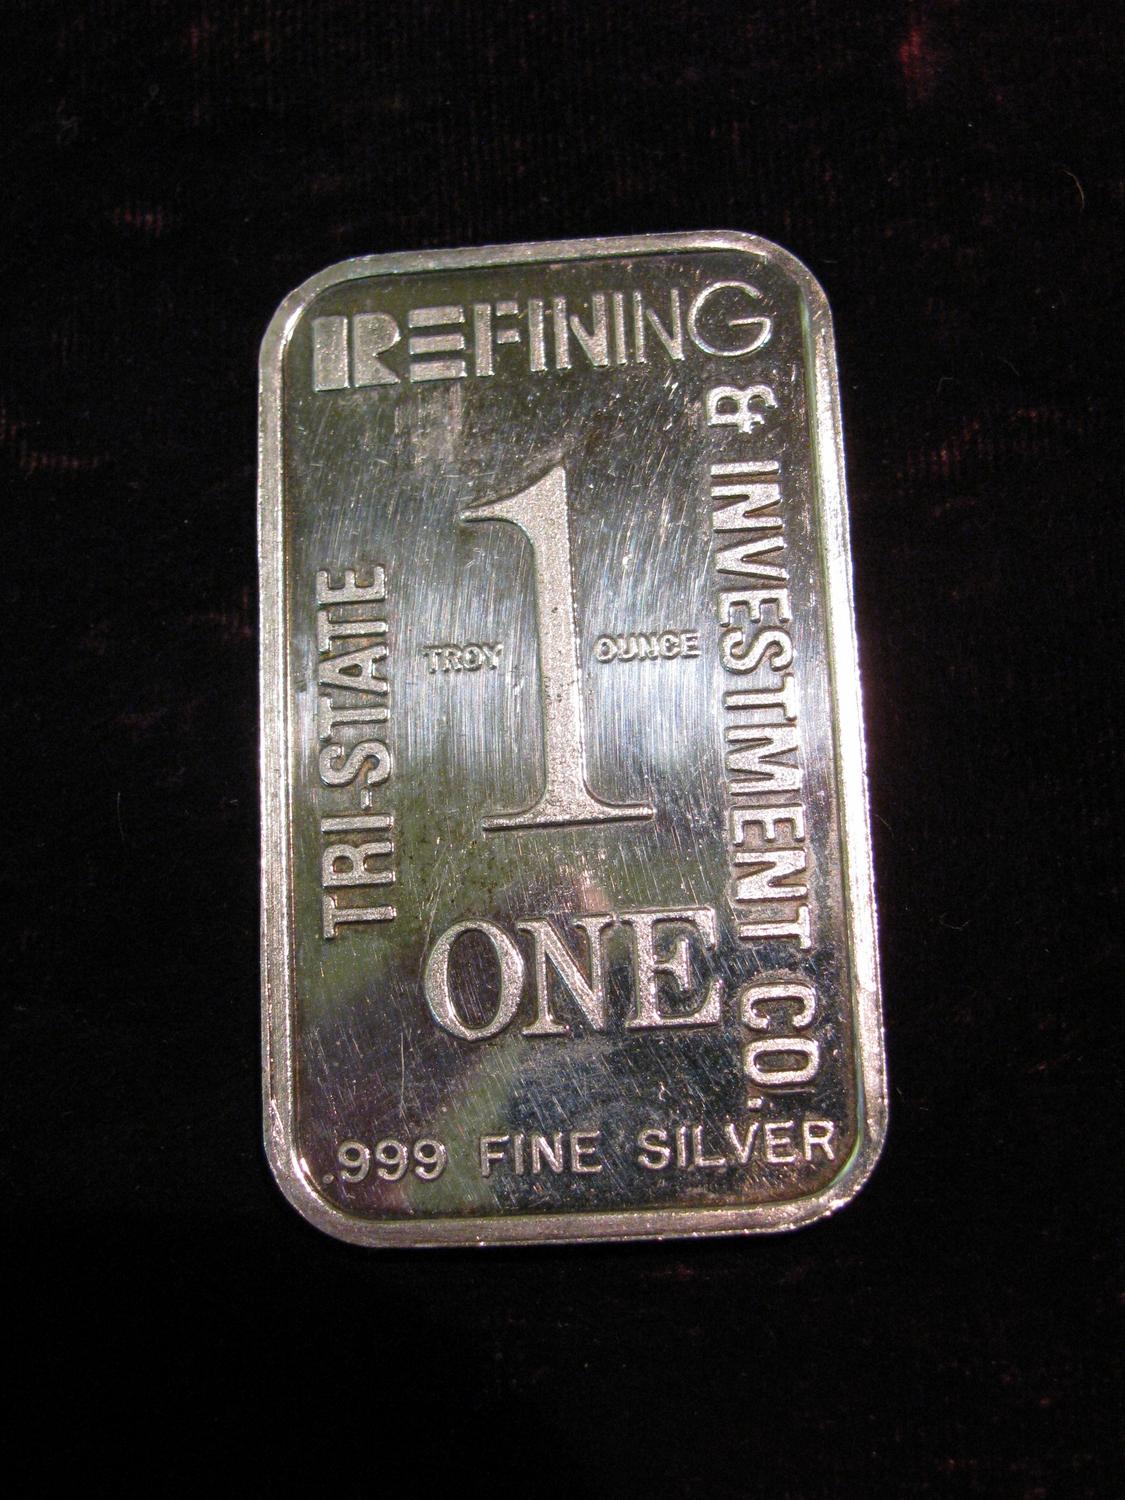 TRI-STATE
REFINING
& INVESTMENT CO.
1
TROY OUNCE
ONE
.999 FINE SILVER